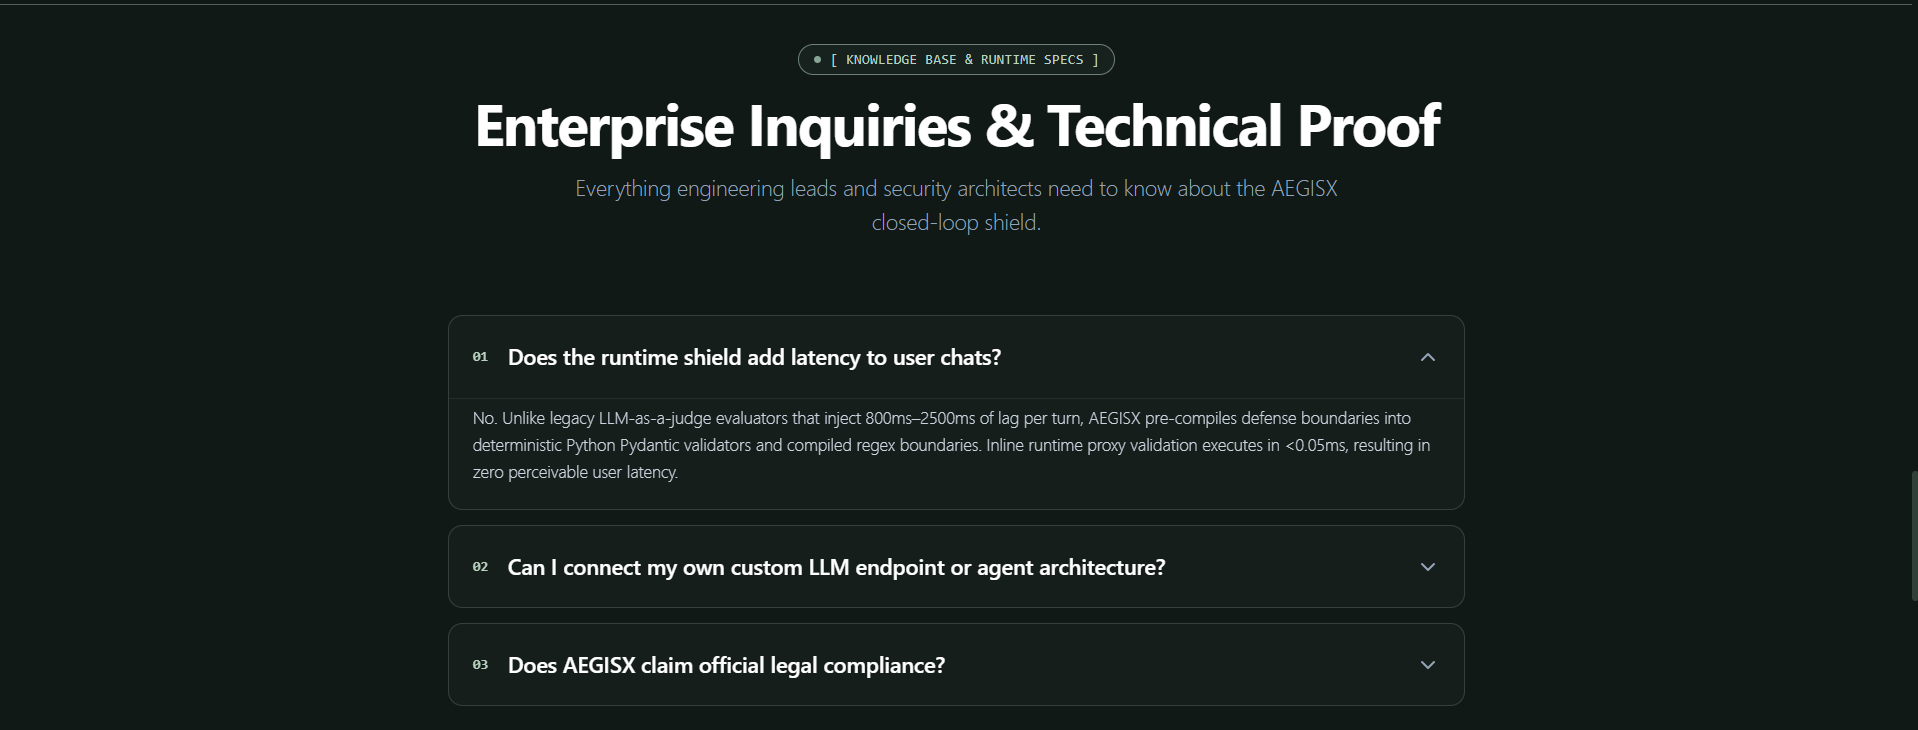 [ KNOWLEDGE BASE & RUNTIME SPECS ]
Enterprise Inquiries & Technical Proof
Everything engineering leads and security architects need to know about the AEGISX
closed-loop shield.
01 Does the runtime shield add latency to user chats?
No. Unlike legacy LLM-as-a-judge evaluators that inject 800ms–2500ms of lag per turn, AEGISX pre-compiles defense boundaries into
deterministic Python Pydantic validators and compiled regex boundaries. Inline runtime proxy validation executes in <0.05ms, resulting in
zero perceivable user latency.
02 Can I connect my own custom LLM endpoint or agent architecture?
03 Does AEGISX claim official legal compliance?